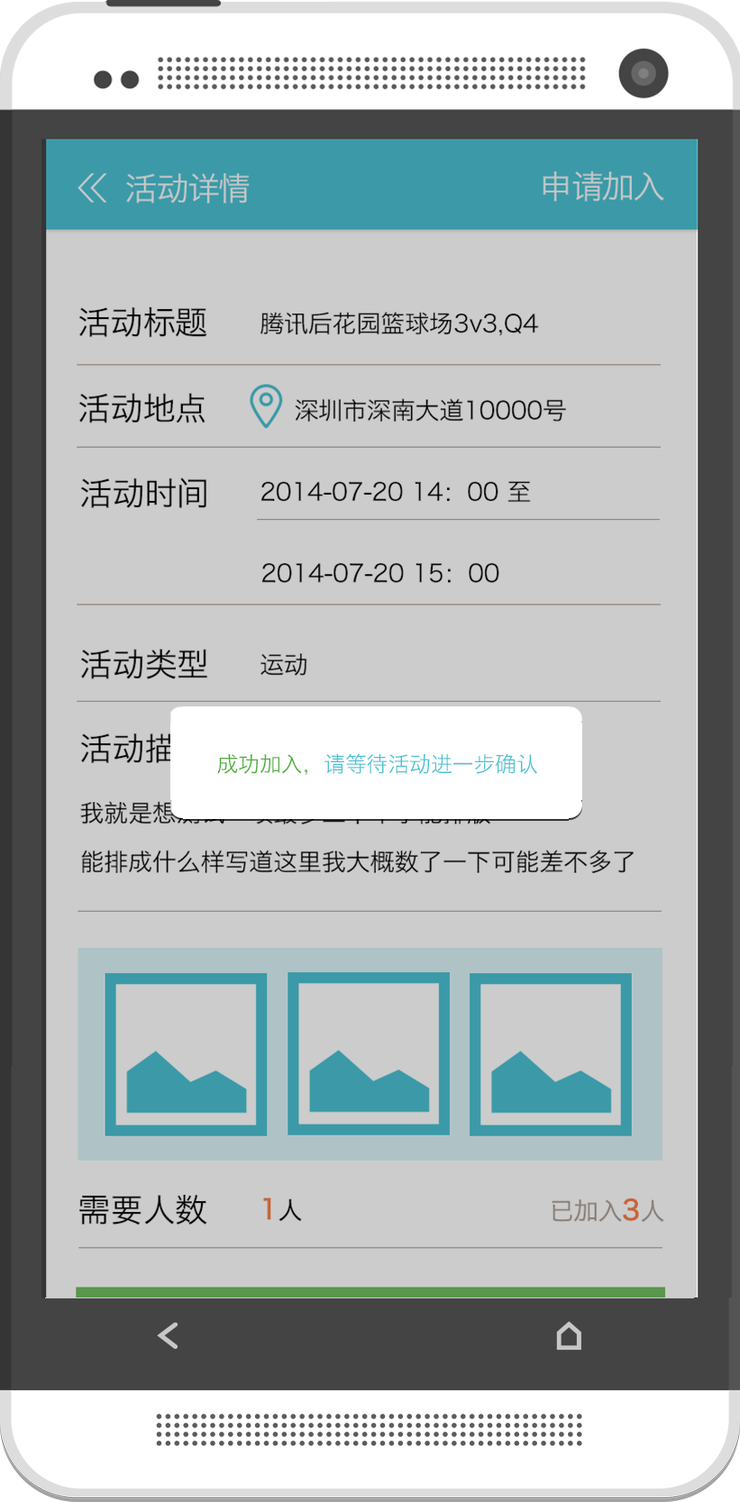 活动详情 申请加入
活动标题 腾讯后花园篮球场3v3,Q4
活动地点 深圳市深南大道10000号
活动时间 2014-07-20 14：00 至
2014-07-20 15：00
活动类型 运动
活动描
成功加入，请等待活动进一步确认
我就是想
能排成什么样写道这里我大概数了一下可能差不多了
需要人数 1人 已加入3人